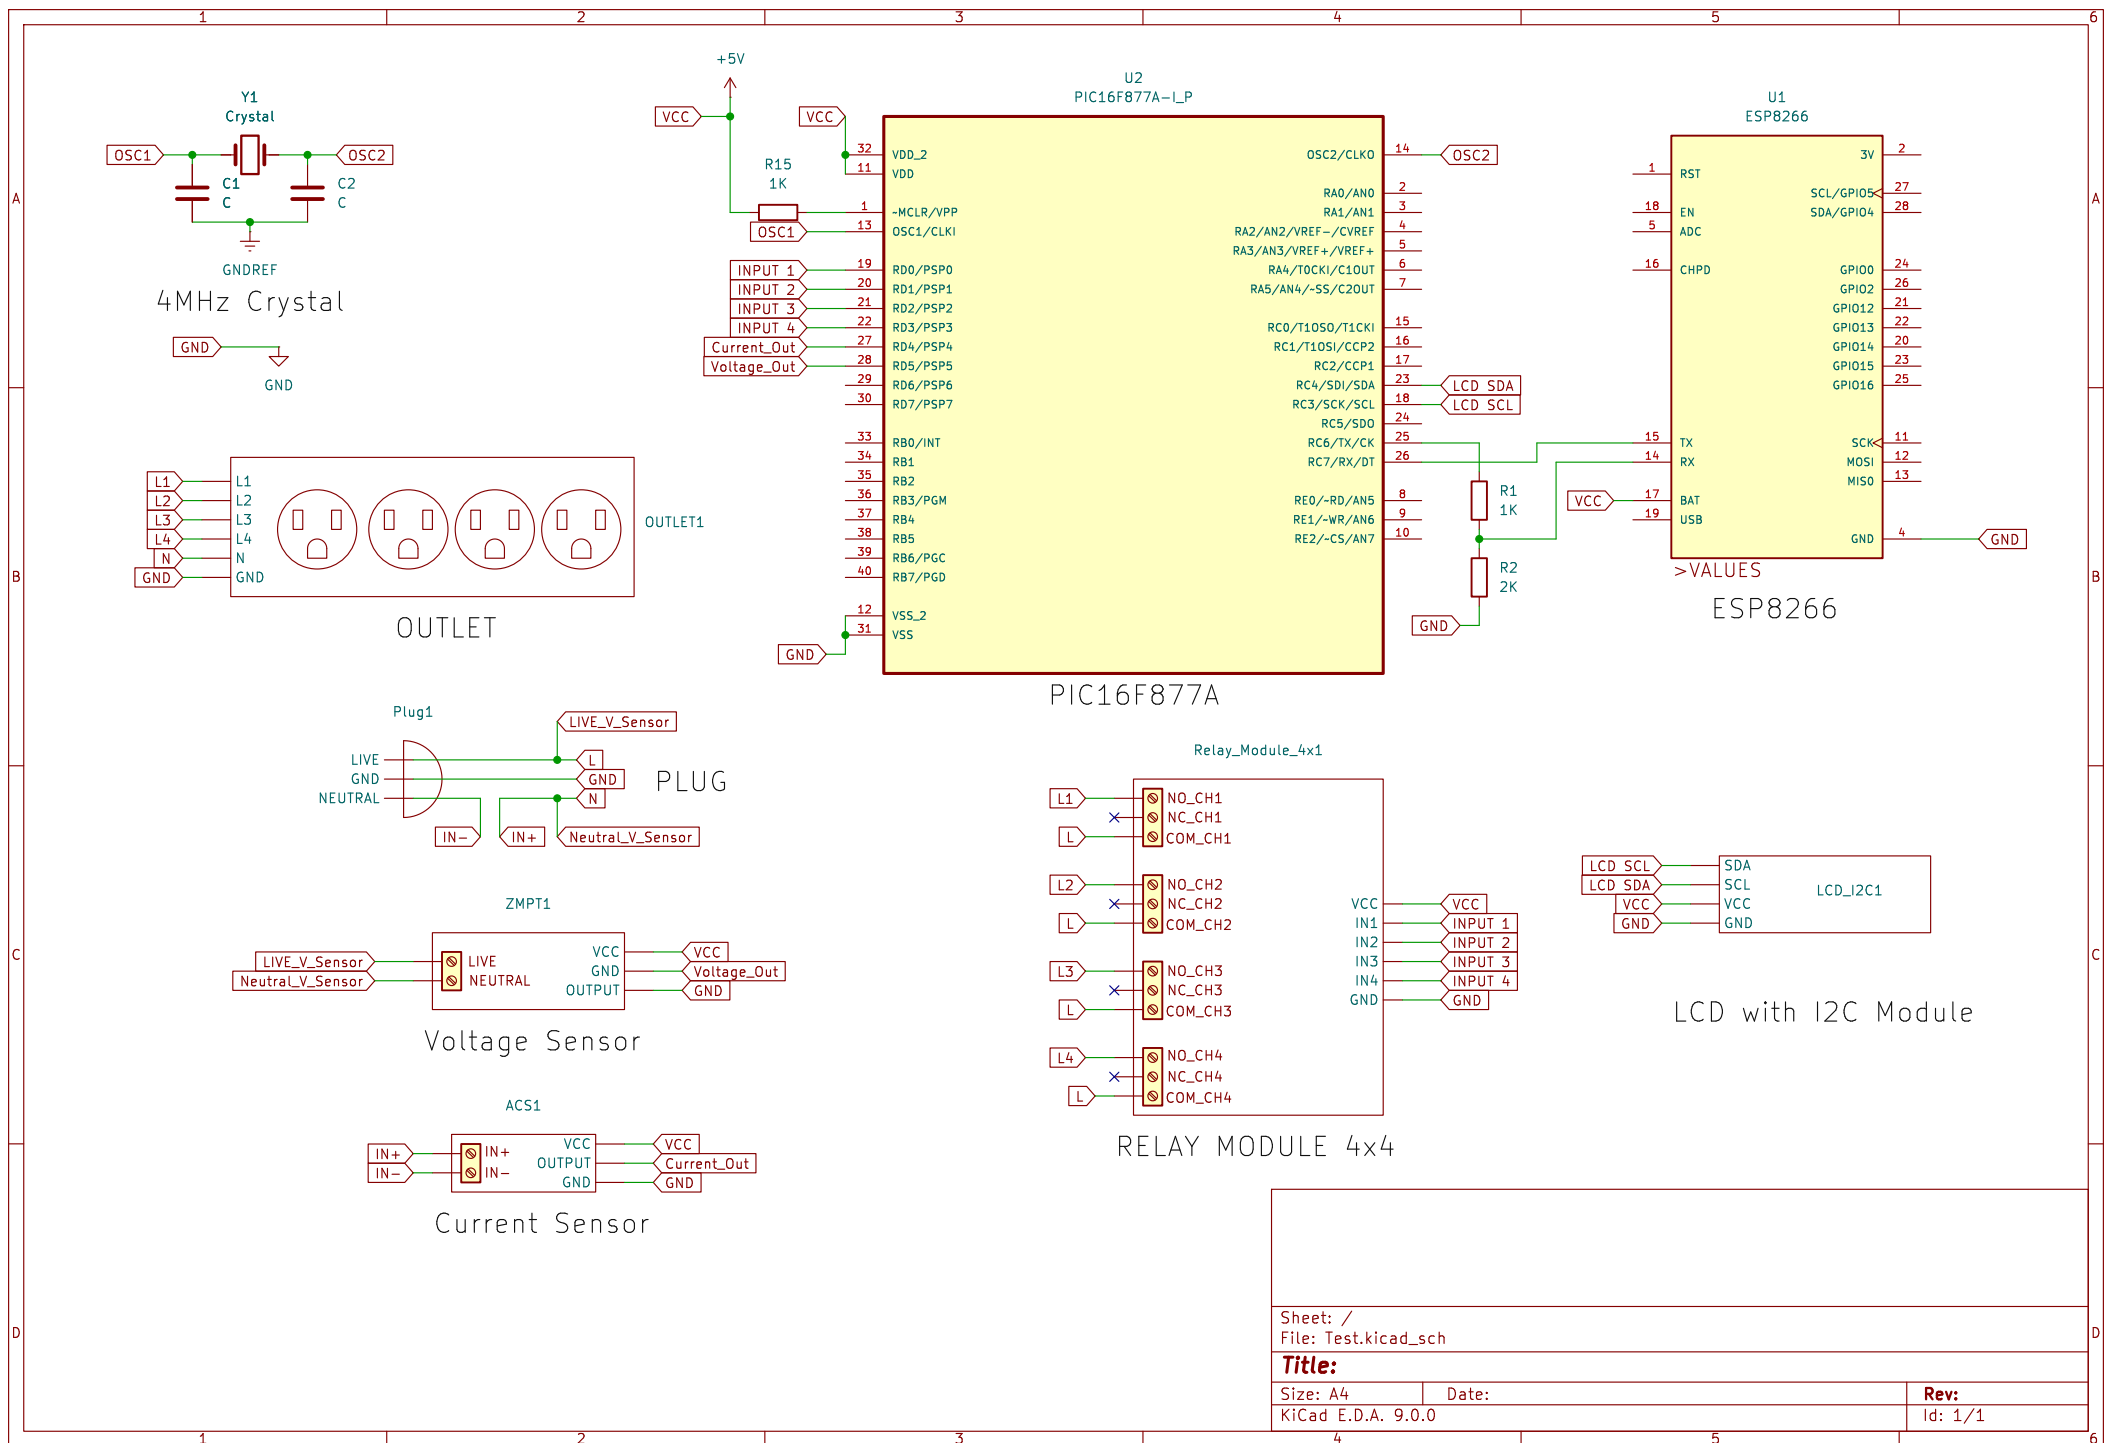 1 2 3 4 5 6
A
B
C
D
A
B
C
D
Y1
Crystal
OSC1
OSC2
C1
C
C2
C
GNDREF
4MHz Crystal
GND
GND
L1 L1
L2 L2
L3 L3
L4 L4
N N
GND GND
OUTLET1
OUTLET
Plug1
LIVE
GND
NEUTRAL
LIVE_V_Sensor
L
GND
N
IN-
IN+
Neutral_V_Sensor
PLUG
ZMPT1
LIVE_V_Sensor LIVE
Neutral_V_Sensor NEUTRAL
VCC VCC
GND Voltage_Out
OUTPUT GND
Voltage Sensor
ACS1
IN+ IN+
IN- IN-
VCC VCC
OUTPUT Current_Out
GND GND
Current Sensor
+5V
VCC
VCC
R15
1K
U2
PIC16F877A-I_P
32 VDD_2
11 VDD
1 ~MCLR/VPP
OSC1 13 OSC1/CLKI
INPUT 1 19 RD0/PSP0
INPUT 2 20 RD1/PSP1
INPUT 3 21 RD2/PSP2
INPUT 4 22 RD3/PSP3
Current_Out 27 RD4/PSP4
Voltage_Out 28 RD5/PSP5
29 RD6/PSP6
30 RD7/PSP7
33 RB0/INT
34 RB1
35 RB2
36 RB3/PGM
37 RB4
38 RB5
39 RB6/PGC
40 RB7/PGD
12 VSS_2
31 VSS
GND
OSC2/CLKO 14 OSC2
RA0/AN0 2
RA1/AN1 3
RA2/AN2/VREF-/CVREF 4
RA3/AN3/VREF+/VREF+ 5
RA4/T0CKI/C1OUT 6
RA5/AN4/~SS/C2OUT 7
RC0/T1OSO/T1CKI 15
RC1/T1OSI/CCP2 16
RC2/CCP1 17
RC4/SDI/SDA 23 LCD SDA
RC3/SCK/SCL 18 LCD SCL
RC5/SDO 24
RC6/TX/CK 25
RC7/RX/DT 26
RE0/~RD/AN5 8
RE1/~WR/AN6 9
RE2/~CS/AN7 10
PIC16F877A
R1
1K
R2
2K
GND
U1
ESP8266
1 RST
18 EN
5 ADC
16 CHPD
15 TX
14 RX
VCC 17 BAT
19 USB
3V 2
SCL/GPIO5 27
SDA/GPIO4 28
GPIO0 24
GPIO2 26
GPIO12 21
GPIO13 22
GPIO14 20
GPIO15 23
GPIO16 25
SCK 11
MOSI 12
MISO 13
GND 4 GND
>VALUES
ESP8266
Relay_Module_4x1
L1 NO_CH1
NC_CH1
L COM_CH1
L2 NO_CH2
NC_CH2
L COM_CH2
L3 NO_CH3
NC_CH3
L COM_CH3
L4 NO_CH4
NC_CH4
L COM_CH4
VCC VCC
IN1 INPUT 1
IN2 INPUT 2
IN3 INPUT 3
IN4 INPUT 4
GND GND
RELAY MODULE 4x4
LCD SCL SDA
LCD SDA SCL
VCC VCC
GND GND
LCD_I2C1
LCD with I2C Module
Sheet: /
File: Test.kicad_sch
Title:
Size: A4 Date: Rev:
KiCad E.D.A. 9.0.0 Id: 1/1
1 2 3 4 5 6